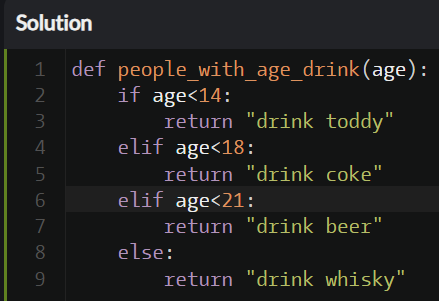 Solution
1 def people_with_age_drink(age):
2     if age<14:
3         return "drink toddy"
4     elif age<18:
5         return "drink coke"
6     elif age<21:
7         return "drink beer"
8     else:
9         return "drink whisky"